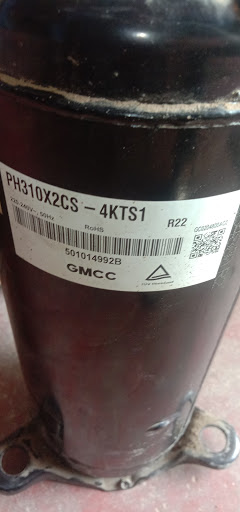 PH310X2CS - 4KTS1
220-240V~ 50Hz
R22
RoHS
501014992B
GMCC